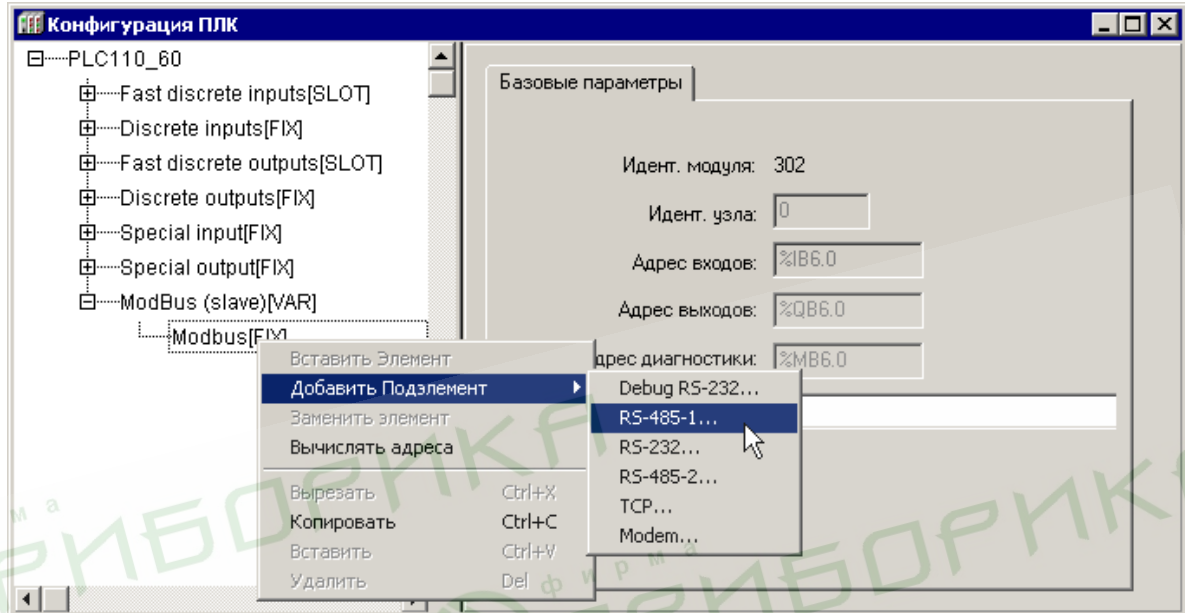 Конфигурация ПЛК
PLC110_60
Fast discrete inputs[SLOT]
Discrete inputs[FIX]
Fast discrete outputs[SLOT]
Discrete outputs[FIX]
Special input[FIX]
Special output[FIX]
ModBus (slave)[VAR]
Modbus[FIX]
Базовые параметры
Идент. модуля: 302
Идент. узла: 0
Адрес входов: %IB6.0
Адрес выходов: %QB6.0
дрес диагностики: %MB6.0
Вставить Элемент
Добавить Подэлемент
Заменить элемент
Вычислять адреса
Вырезать Ctrl+X
Копировать Ctrl+C
Вставить Ctrl+V
Удалить Del
Debug RS-232...
RS-485-1...
RS-232...
RS-485-2...
TCP...
Modem...
фирма
ПРИБОРИКА